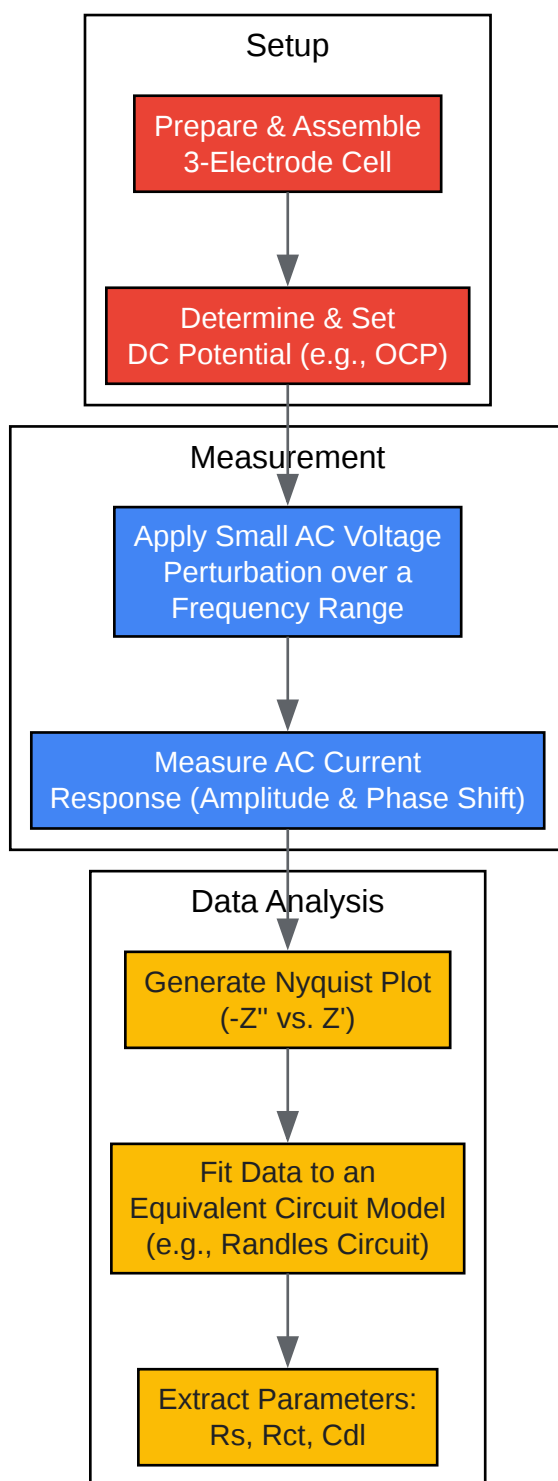 Setup
Prepare & Assemble
3-Electrode Cell
Determine & Set
DC Potential (e.g., OCP)
Measurement
Apply Small AC Voltage
Perturbation over a
Frequency Range
Measure AC Current
Response (Amplitude & Phase Shift)
Data Analysis
Generate Nyquist Plot
(-Z'' vs. Z')
Fit Data to an
Equivalent Circuit Model
(e.g., Randles Circuit)
Extract Parameters:
Rs, Rct, Cdl